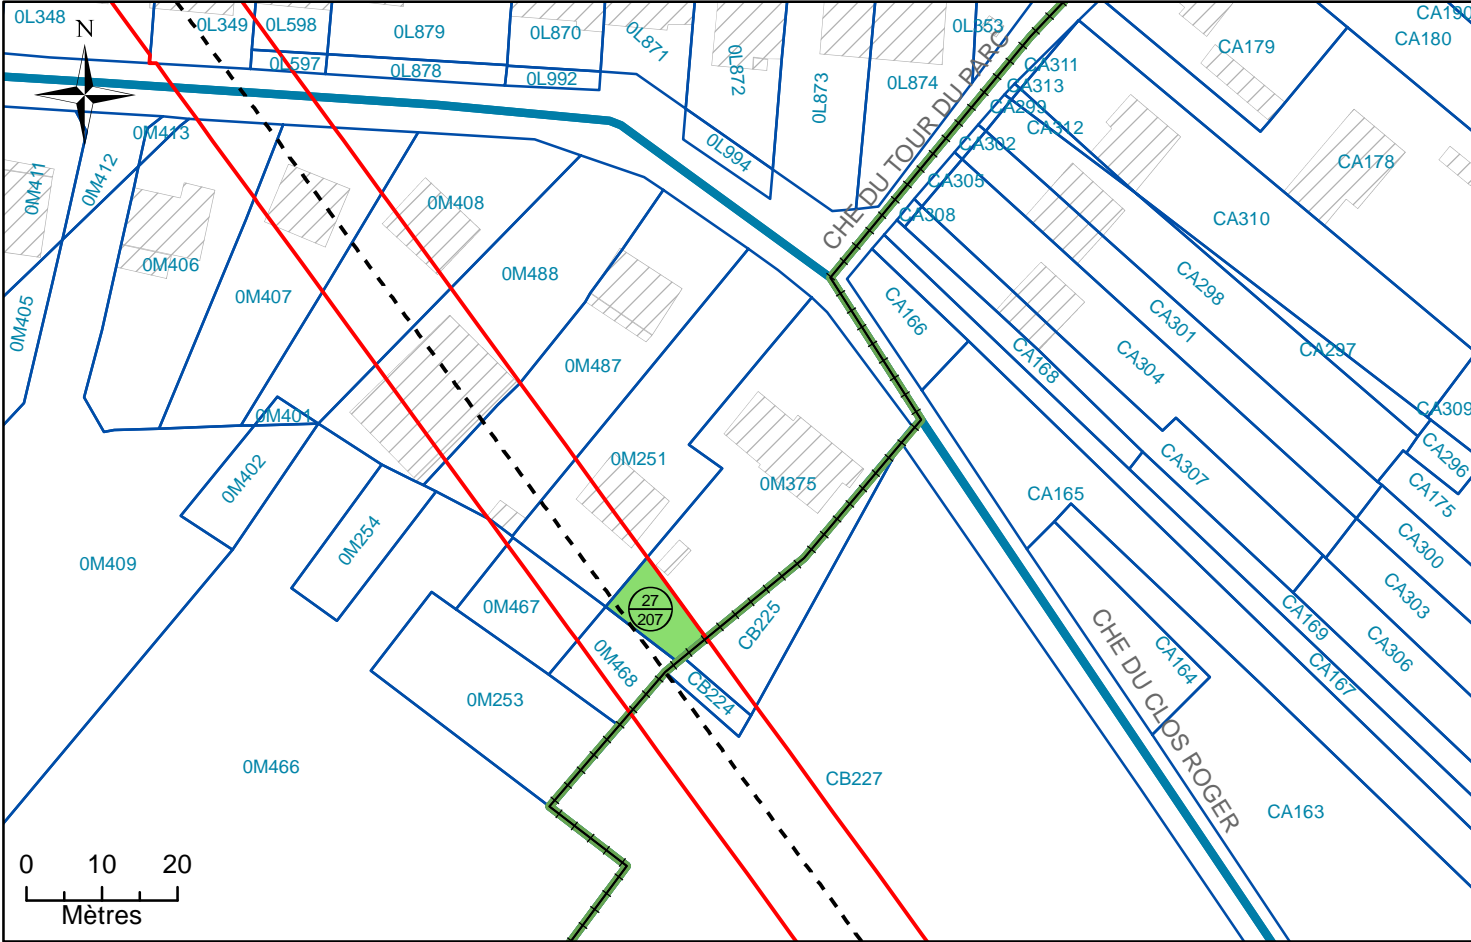 0L348
0L349
0L598
0L879
0L870
0L871
0L853
CA190
CA180
CA179
N
0L597
0L878
0L992
0L872
0L873
0L874
CA311
CA313
CA299
CA312
CA302
0M413
0M411
0M412
0L994
CHE DU TOUR DU PARC
CA305
CA178
0M408
CA308
CA310
0M406
0M407
0M488
CA298
0M405
CA166
CA301
0M487
CA168
CA304
CA297
0M401
CA309
0M402
0M251
0M375
CA296
CA307
CA175
CA165
0M254
0M409
CA300
0M467
27
207
CB225
CA303
CA169
CA306
0M468
CA164
CA167
CB224
0M253
CHE DU CLOS ROGER
0M466
CB227
CA163
0 10 20
Mètres